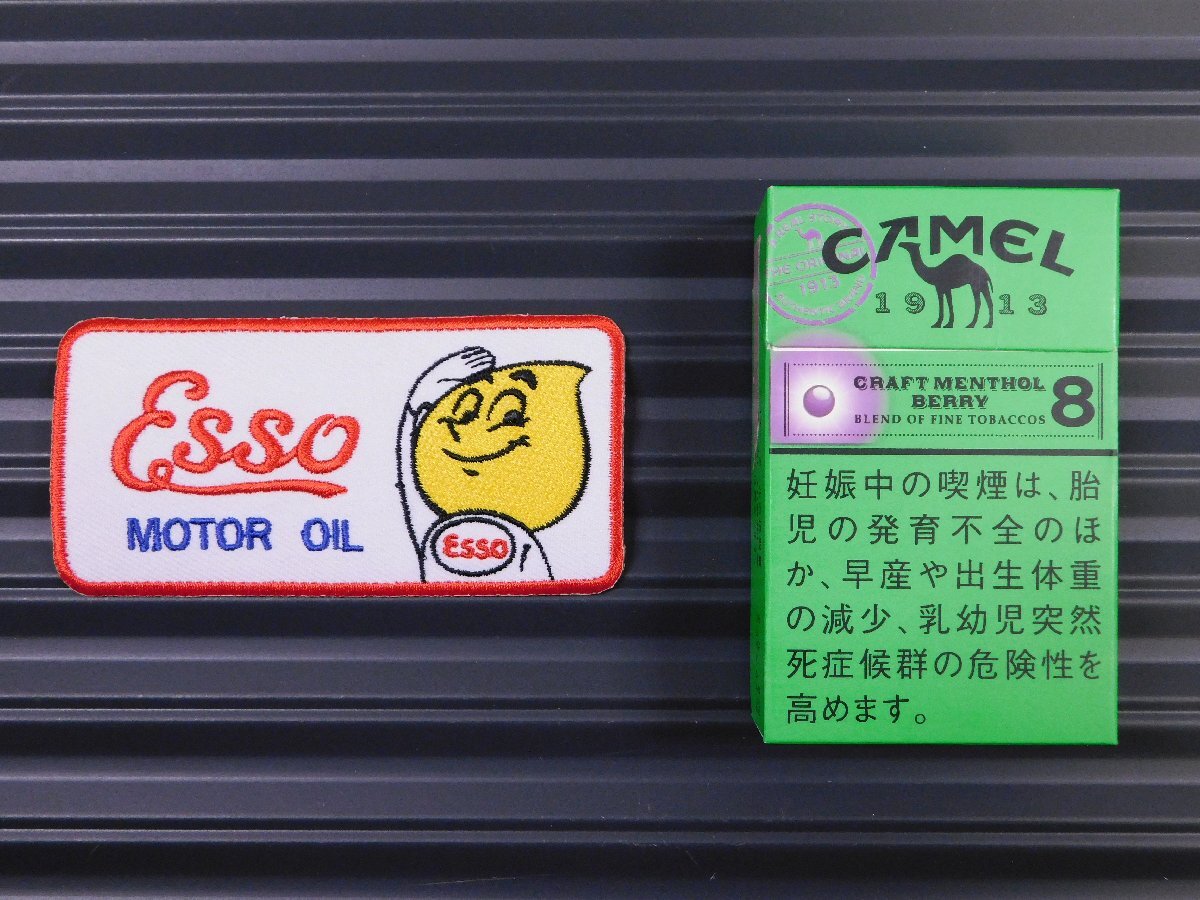 Esso
MOTOR OIL
Esso
CAMEL
THE ORIGINAL
1913
1913
CRAFT MENTHOL
BERRY
BLEND OF FINE TOBACCOS
8
妊娠中の喫煙は、胎
児の発育不全のほ
か、早産や出生体重
の減少、乳幼児突然
死症候群の危険性を
高めます。